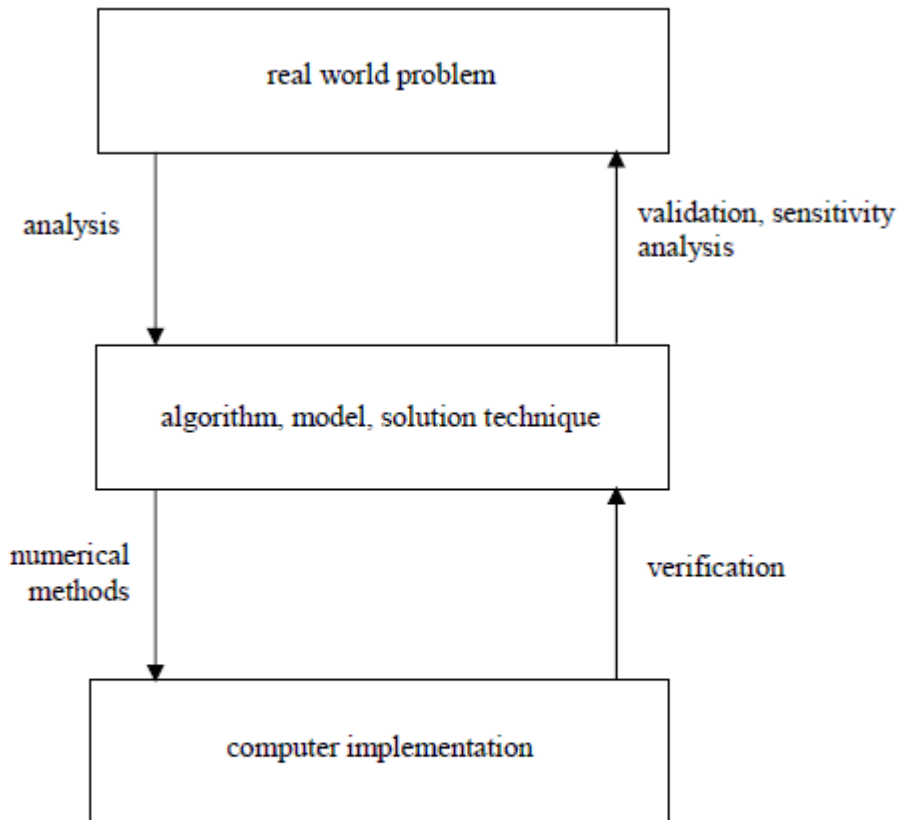 real world problem
analysis
validation, sensitivity
analysis
algorithm, model, solution technique
numerical
methods
verification
computer implementation